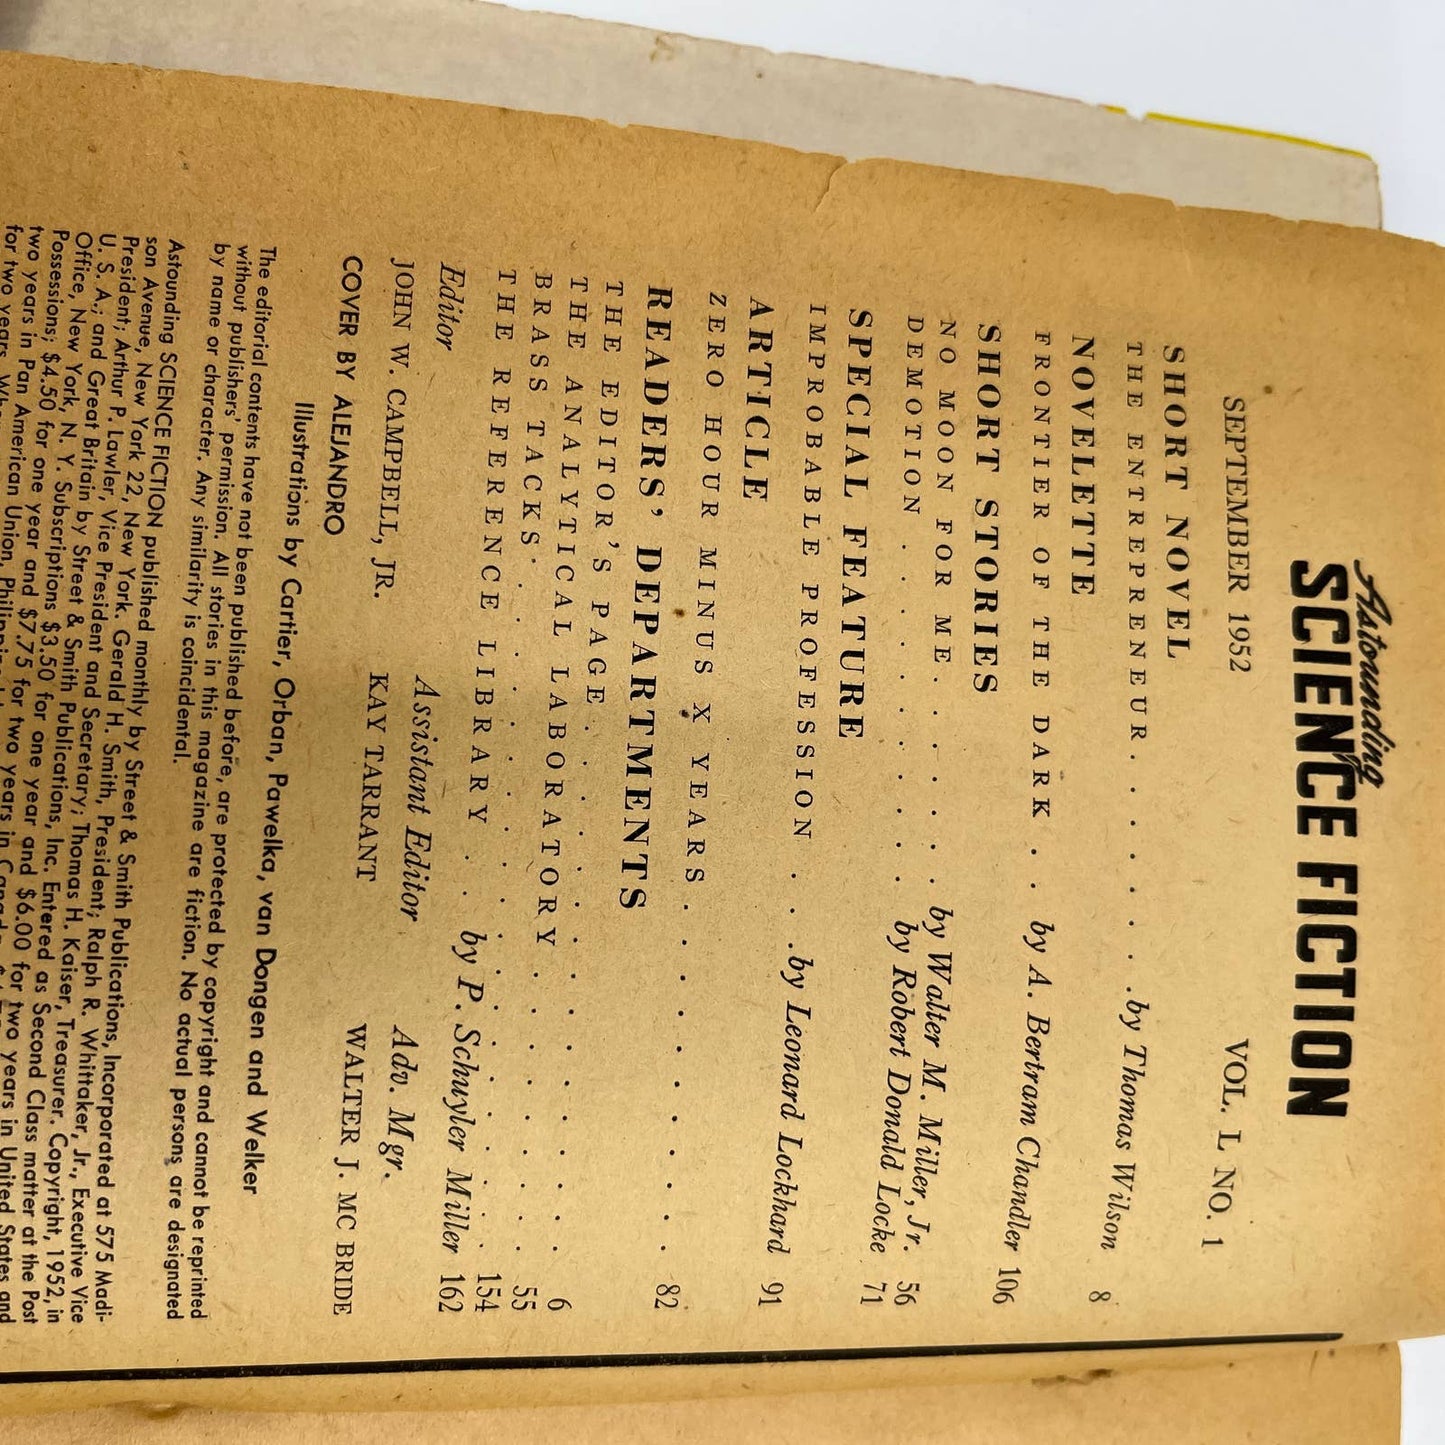 Astounding
SCIENCE FICTION
SEPTEMBER 1952 VOL. L NO. 1
SHORT NOVEL
THE ENTREPRENEUR . . . . . . . . by Thomas Wilson 8
NOVELETTE
FRONTIER OF THE DARK . . by A. Bertram Chandler 106
SHORT STORIES
NO MOON FOR ME . . . . . . by Walter M. Miller, Jr. 56
DEMOTION . . . . . . . . . . by Robert Donald Locke 71
SPECIAL FEATURE
IMPROBABLE PROFESSION . . . by Leonard Lockhard 91
ARTICLE
ZERO HOUR MINUS X YEARS . . . . . . . . . . . 82
READERS' DEPARTMENTS
THE EDITOR'S PAGE . . . . . . . . . . . . . . . 6
THE ANALYTICAL LABORATORY . . . . . . . . . 55
BRASS TACKS . . . . . . . . . . . . . . . . . . 154
THE REFERENCE LIBRARY . . by P. Schuyler Miller 162
Editor Assistant Editor Adv. Mgr.
JOHN W. CAMPBELL, JR. KAY TARRANT WALTER J. MC BRIDE
COVER BY ALEJANDRO
Illustrations by Cartier, Orban, Pawelka, van Dongen and Welker
The editorial contents have not been published before, are protected by copyright and cannot be reprinted
without publishers' permission. All stories in this magazine are fiction. No actual persons are designated
by name or character. Any similarity is coincidental.
Astounding SCIENCE FICTION published monthly by Street & Smith Publications, Incorporated at 575 Madi-
son Avenue, New York 22, New York. Gerald H. Smith, President; Ralph R. Whittaker, Jr., Executive Vice
President; Arthur P. Lawler, Vice President and Secretary; Thomas H. Kaiser, Treasurer. Copyright, 1952, in
U. S. A.; and Great Britain by Street & Smith Publications, Inc. Entered as Second Class matter at the Post
Office, New York, N. Y. Subscriptions $3.50 for one year and $6.00 for two years in United States and
Possessions; $4.50 for one year and $7.75 for two years in
two years in Pan American Union,
for two years